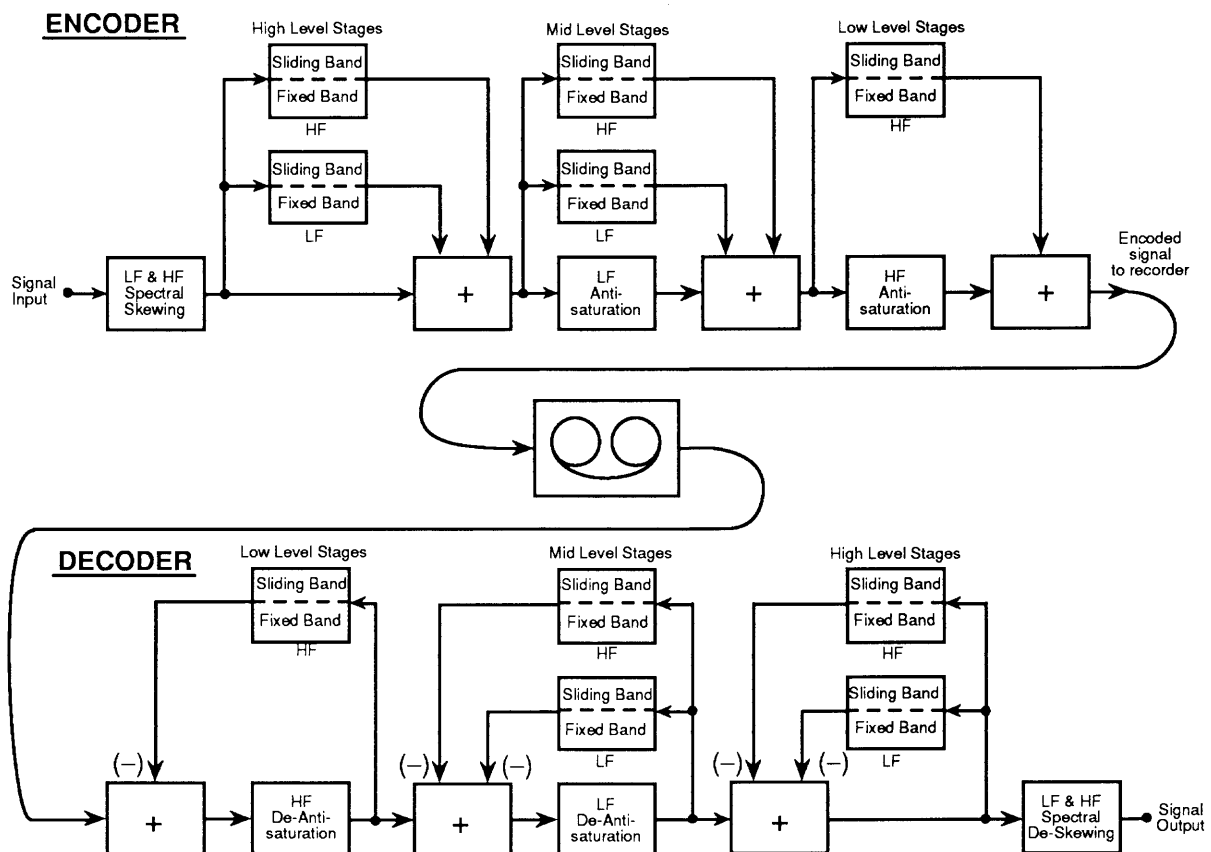 ENCODER
High Level Stages
Mid Level Stages
Low Level Stages
Sliding Band
Fixed Band
HF
Sliding Band
Fixed Band
HF
Sliding Band
Fixed Band
HF
Sliding Band
Fixed Band
LF
Sliding Band
Fixed Band
LF
Signal
Input
LF & HF
Spectral
Skewing
+
LF
Anti-
saturation
+
HF
Anti-
saturation
+
Encoded
signal
to recorder
DECODER
Low Level Stages
Mid Level Stages
High Level Stages
Sliding Band
Fixed Band
HF
Sliding Band
Fixed Band
HF
Sliding Band
Fixed Band
HF
Sliding Band
Fixed Band
LF
Sliding Band
Fixed Band
LF
(−)
(−)
(−)
(−)
(−)
+
HF
De-Anti-
saturation
+
LF
De-Anti-
saturation
+
LF & HF
Spectral
De-Skewing
Signal
Output